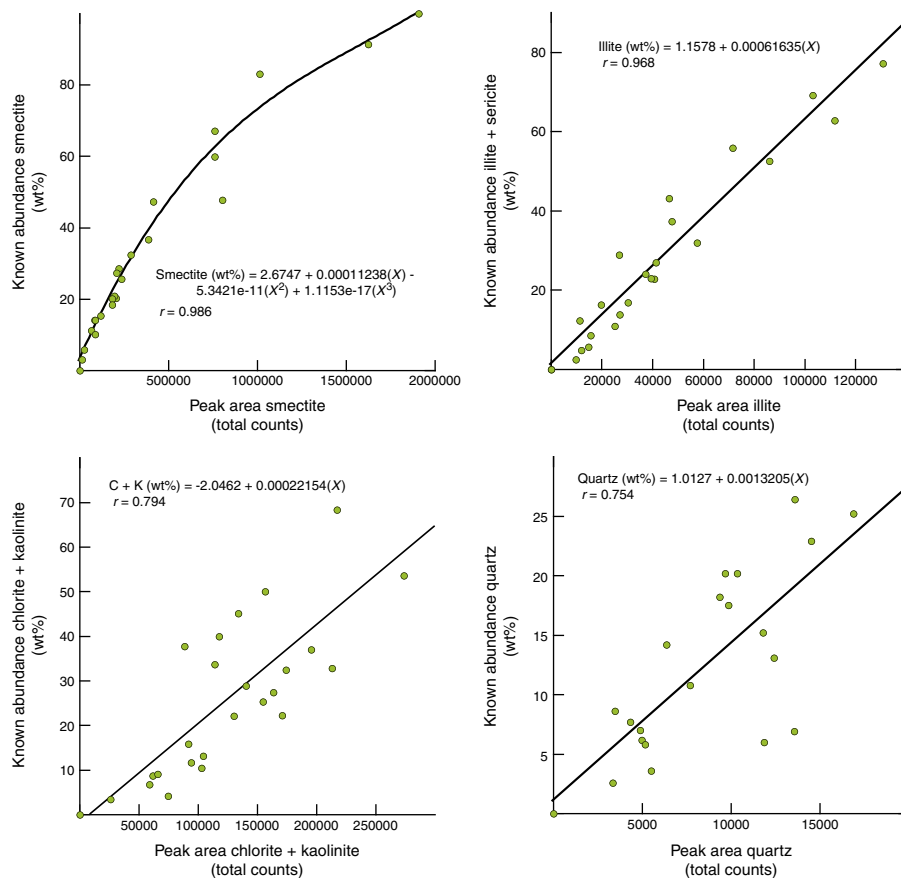 Known abundance smectite
(wt%)
80
60
40
20
Smectite (wt%) = 2.6747 + 0.00011238(X) -
5.3421e-11(X²) + 1.1153e-17(X³)
r = 0.986
500000 1000000 1500000 2000000
Peak area smectite
(total counts)
Known abundance illite + sericite
(wt%)
80
60
40
20
0
Illite (wt%) = 1.1578 + 0.00061635(X)
r = 0.968
20000 40000 60000 80000 100000 120000
Peak area illite
(total counts)
Known abundance chlorite + kaolinite
(wt%)
70
60
50
40
30
20
10
C + K (wt%) = -2.0462 + 0.00022154(X)
r = 0.794
50000 100000 150000 200000 250000
Peak area chlorite + kaolinite
(total counts)
Known abundance quartz
(wt%)
25
20
15
10
5
Quartz (wt%) = 1.0127 + 0.0013205(X)
r = 0.754
5000 10000 15000
Peak area quartz
(total counts)